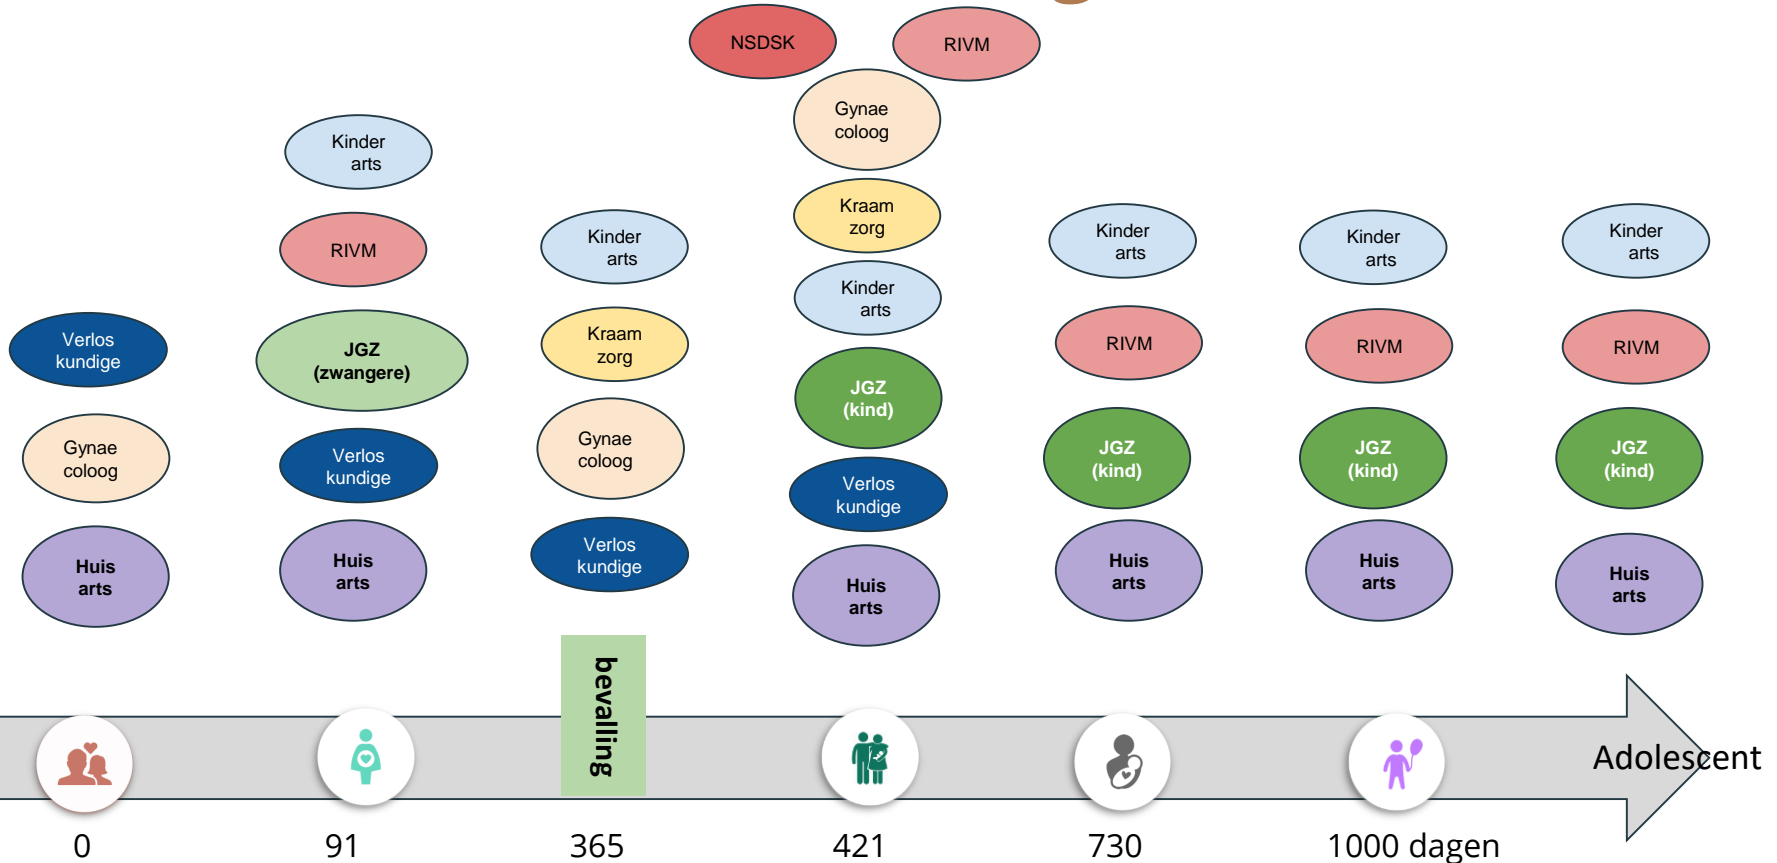 NSDSK
RIVM
Gynae
coloog
Kraam
zorg
Kinder
arts
JGZ
(kind)
Verlos
kundige
Huis
arts
Verlos
kundige
Gynae
coloog
Huis
arts
Kinder
arts
RIVM
JGZ
(zwangere)
Verlos
kundige
Huis
arts
Kinder
arts
Kraam
zorg
Gynae
coloog
Verlos
kundige
Kinder
arts
RIVM
JGZ
(kind)
Huis
arts
Kinder
arts
RIVM
JGZ
(kind)
Huis
arts
Kinder
arts
RIVM
JGZ
(kind)
Huis
arts
bevalling
Adolescent
0
91
365
421
730
1000 dagen